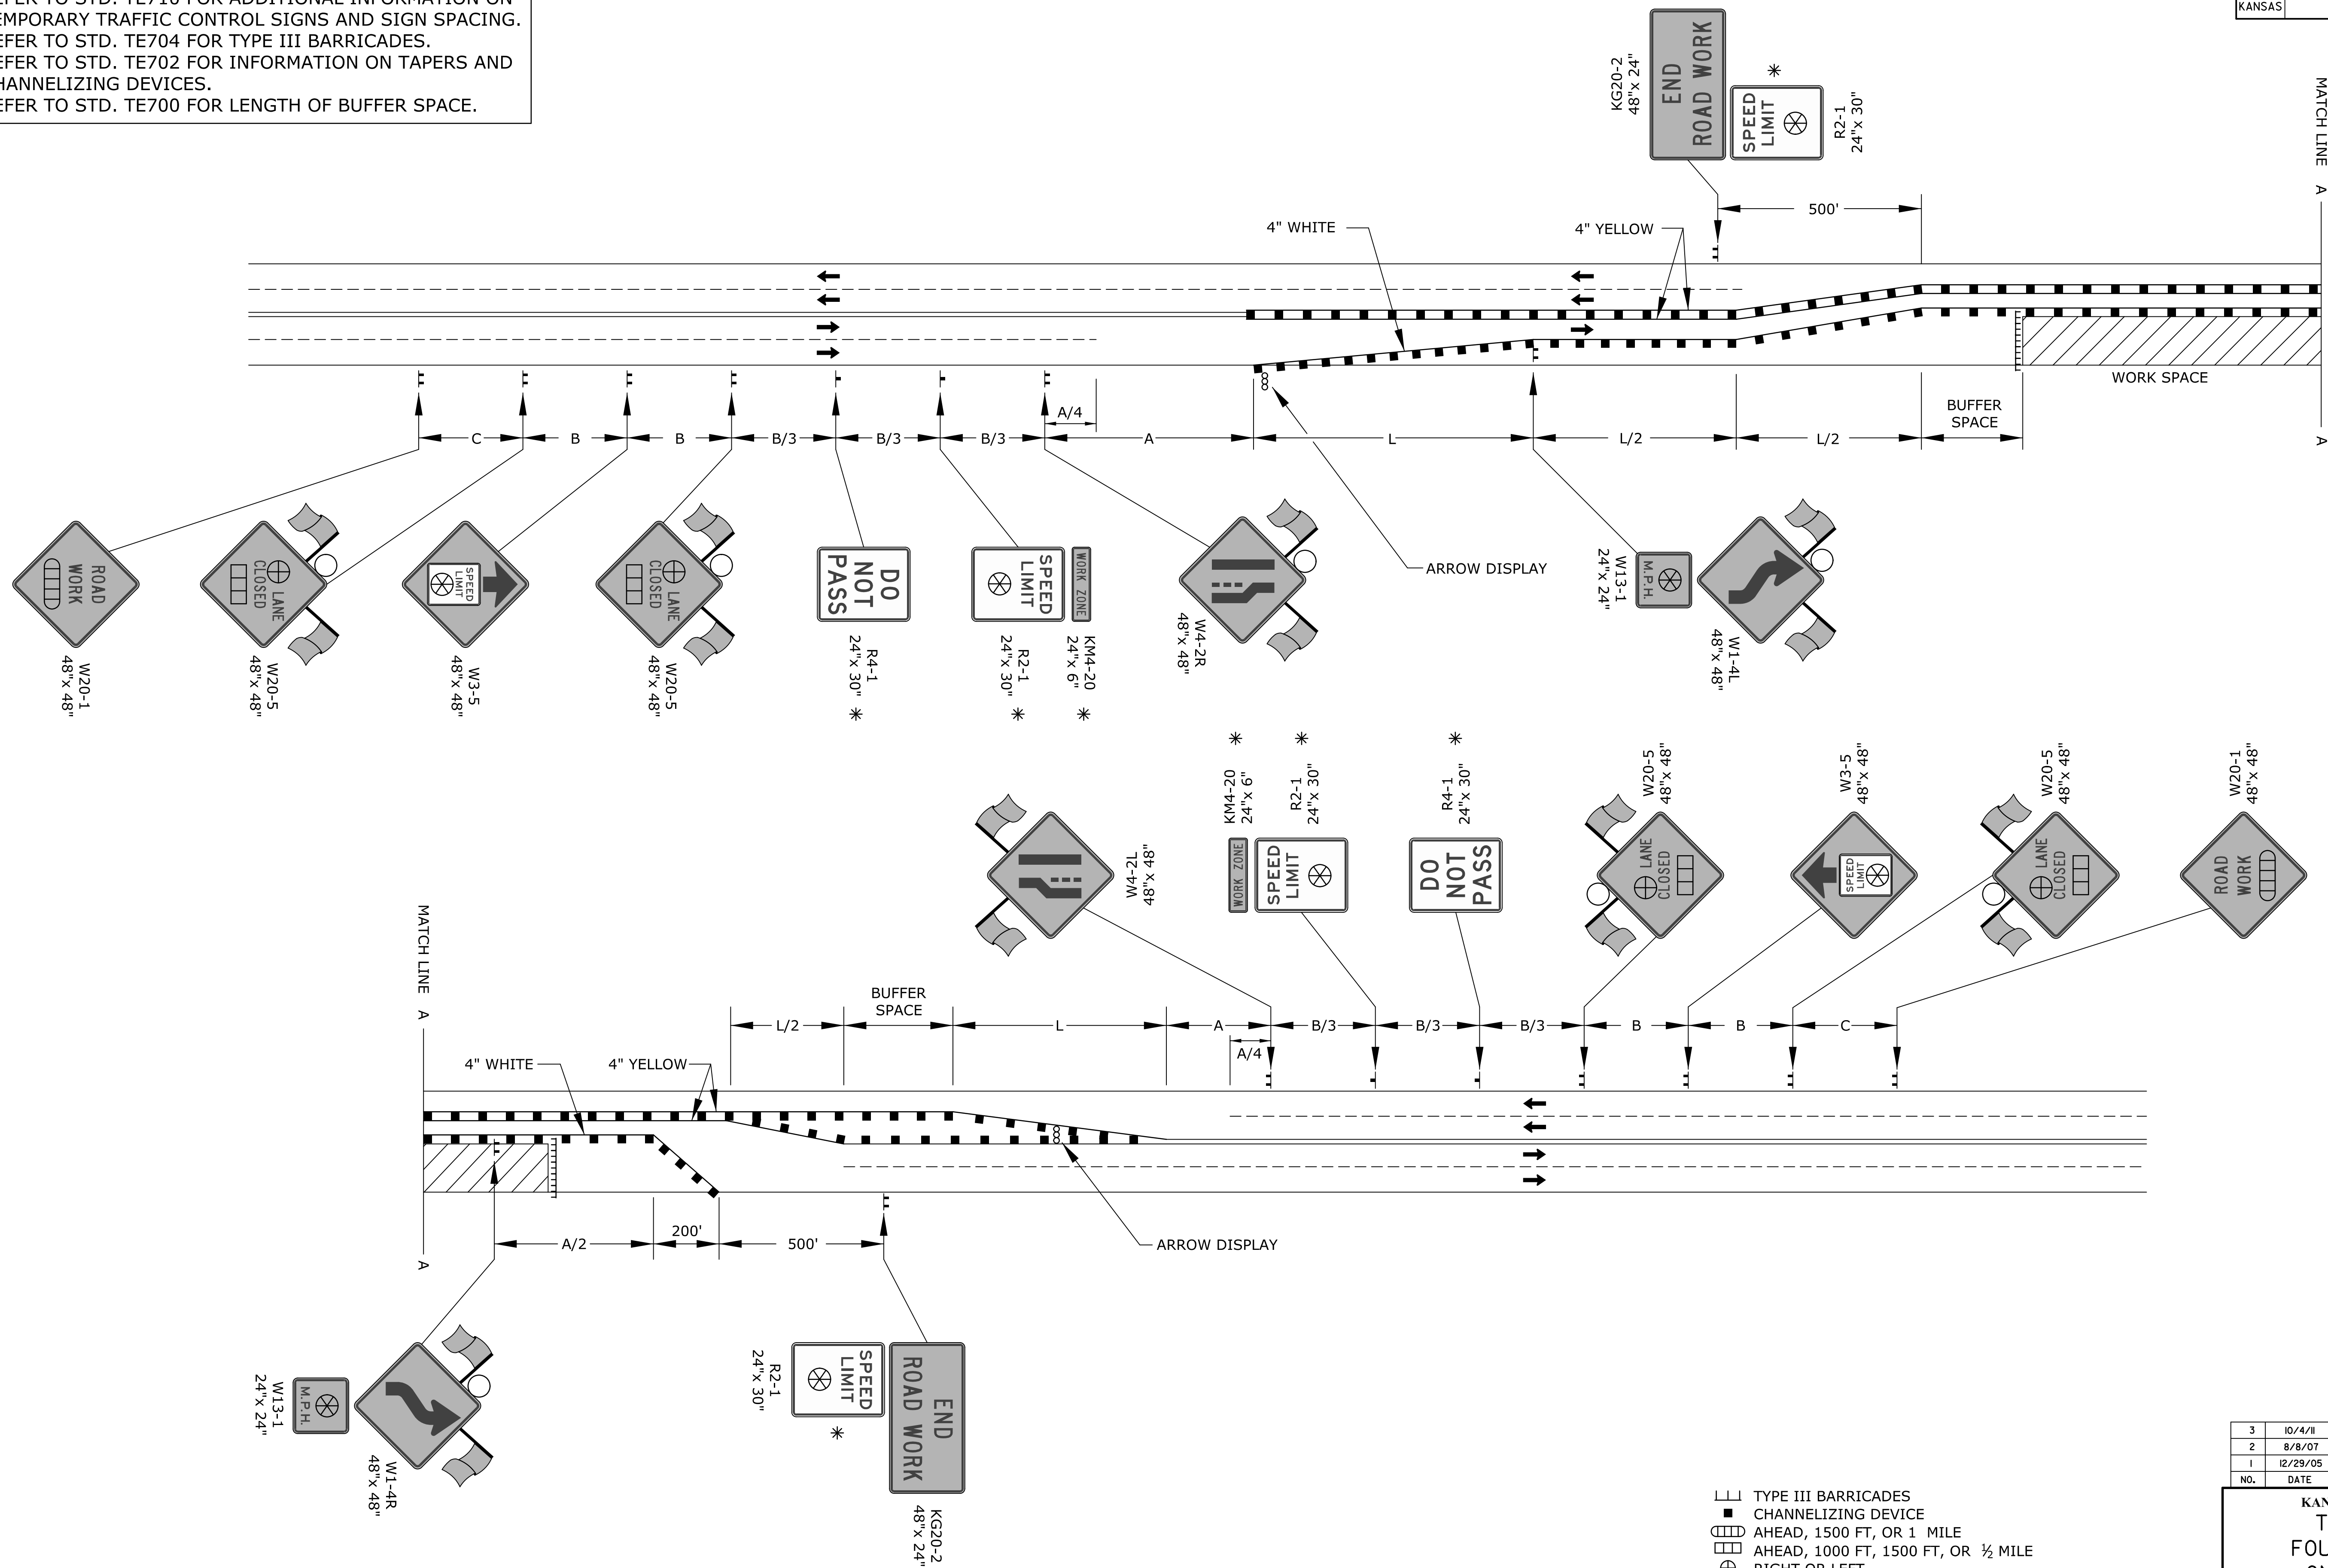 EFER TO STD. TE710 FOR ADDITIONAL INFORMATION ON
EMPORARY TRAFFIC CONTROL SIGNS AND SIGN SPACING.
EFER TO STD. TE704 FOR TYPE III BARRICADES.
EFER TO STD. TE702 FOR INFORMATION ON TAPERS AND
HANNELIZING DEVICES.
EFER TO STD. TE700 FOR LENGTH OF BUFFER SPACE.
KANSAS
KG20-2
48"x 24"
END
ROAD WORK
SPEED
LIMIT
R2-1
24"x 30"
MATCH LINE A
4" WHITE
4" YELLOW
500'
WORK SPACE
BUFFER
SPACE
A/4
C
B
B
B/3
B/3
B/3
A
L
L/2
L/2
A
ARROW DISPLAY
ROAD
WORK
W20-1
48"x 48"
LANE
CLOSED
W20-5
48"x 48"
SPEED
LIMIT
W3-5
48"x 48"
LANE
CLOSED
W20-5
48"x 48"
DO
NOT
PASS
R4-1
24"x 30"
SPEED
LIMIT
R2-1
24"x 30"
WORK ZONE
KM4-20
24"x 6"
W4-2R
48"x 48"
M.P.H.
W13-1
24"x 24"
W1-4L
48"x 48"
W4-2L
48"x 48"
KM4-20
24"x 6"
WORK ZONE
R2-1
24"x 30"
SPEED
LIMIT
R4-1
24"x 30"
DO
NOT
PASS
W20-5
48"x 48"
LANE
CLOSED
W3-5
48"x 48"
SPEED
LIMIT
W20-5
48"x 48"
LANE
CLOSED
W20-1
48"x 48"
ROAD
WORK
MATCH LINE A
BUFFER
SPACE
L/2
L
A
B/3
B/3
B/3
B
B
C
A/4
4" WHITE
4" YELLOW
A/2
200'
500'
A
ARROW DISPLAY
M.P.H.
W13-1
24"x 24"
W1-4R
48"x 48"
SPEED
LIMIT
R2-1
24"x 30"
END
ROAD WORK
KG20-2
48"x 24"
TYPE III BARRICADES
CHANNELIZING DEVICE
AHEAD, 1500 FT, OR 1 MILE
AHEAD, 1000 FT, 1500 FT, OR ½ MILE
RIGHT OR LEFT
3 10/4/11
2 8/8/07
1 12/29/05
NO. DATE
KAN
T
FOU